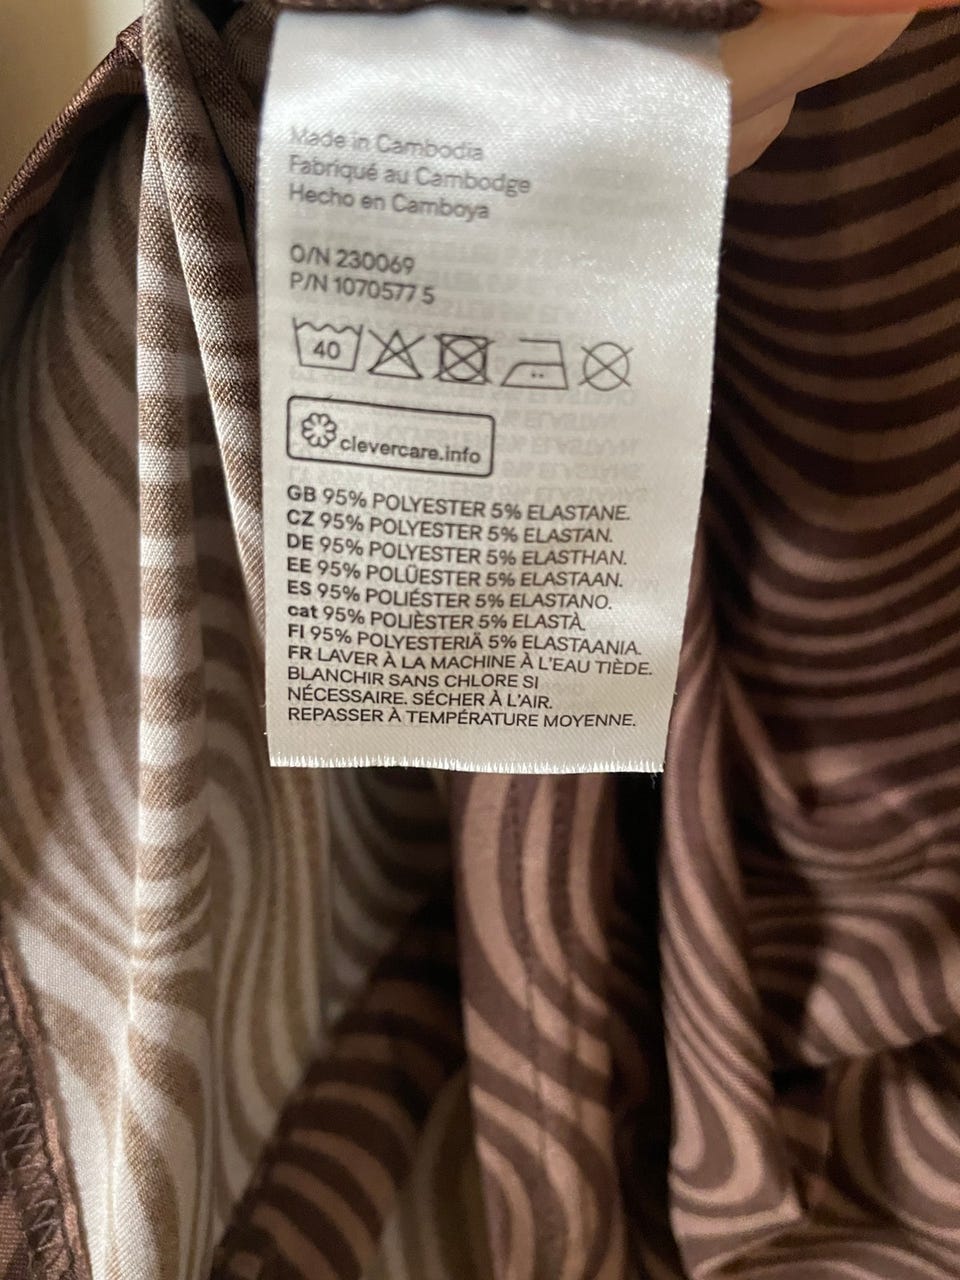 Made in Cambodia
Fabriqué au Cambodge
Hecho en Camboya
O/N 230069
P/N 1070577 5
40
clevercare.info
GB 95% POLYESTER 5% ELASTANE.
CZ 95% POLYESTER 5% ELASTAN.
DE 95% POLYESTER 5% ELASTHAN.
EE 95% POLÜESTER 5% ELASTAAN.
ES 95% POLIÉSTER 5% ELASTANO.
cat 95% POLIÈSTER 5% ELASTÀ.
FI 95% POLYESTERIÄ 5% ELASTAANIA.
FR LAVER À LA MACHINE À L'EAU TIÈDE.
BLANCHIR SANS CHLORE SI
NÉCESSAIRE. SÉCHER À L'AIR.
REPASSER À TEMPÉRATURE MOYENNE.